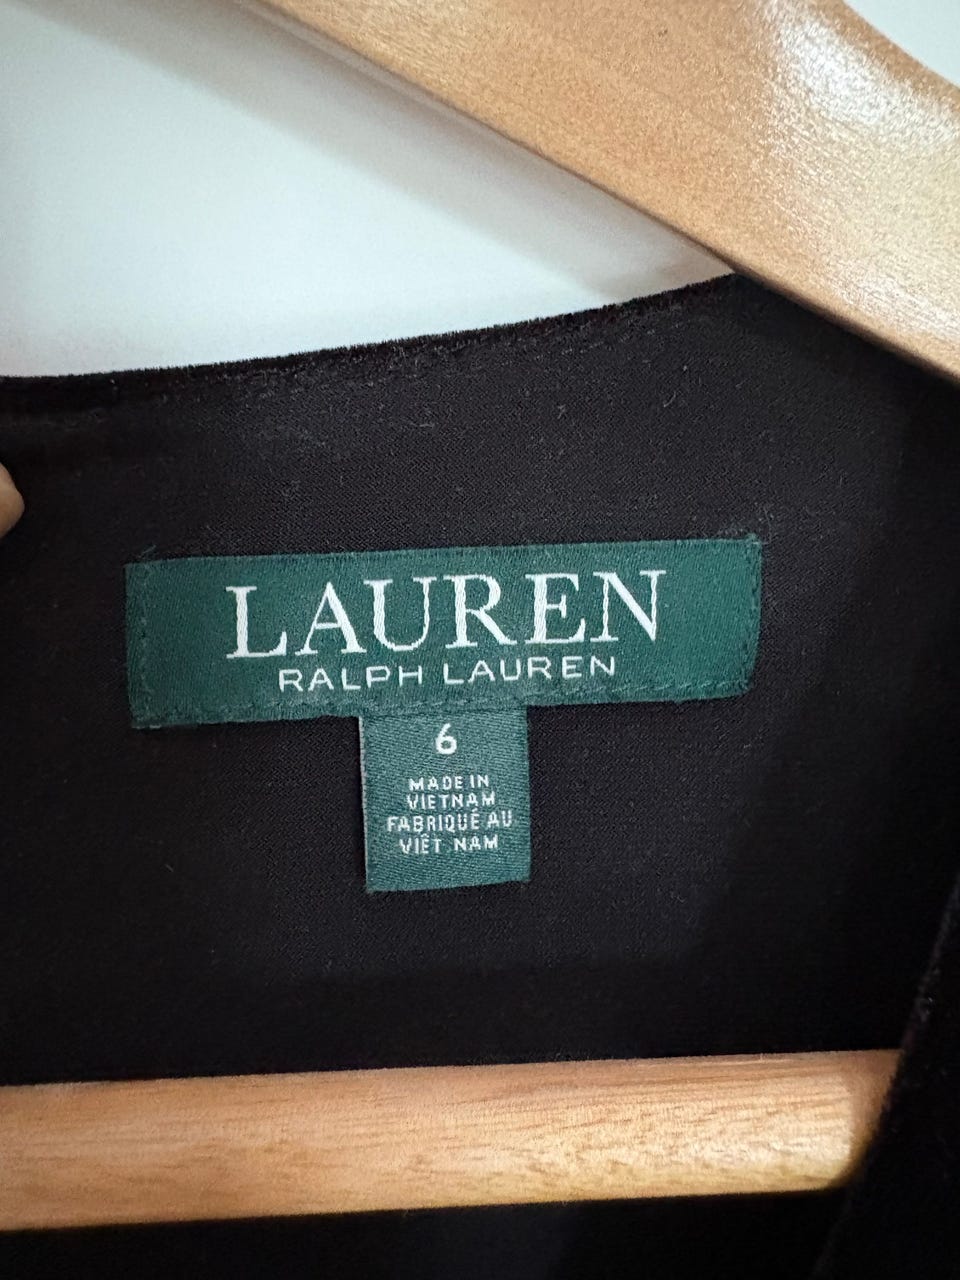 LAUREN
RALPH LAUREN
6
MADE IN
VIETNAM
FABRIQUÉ AU
VIÊT NAM